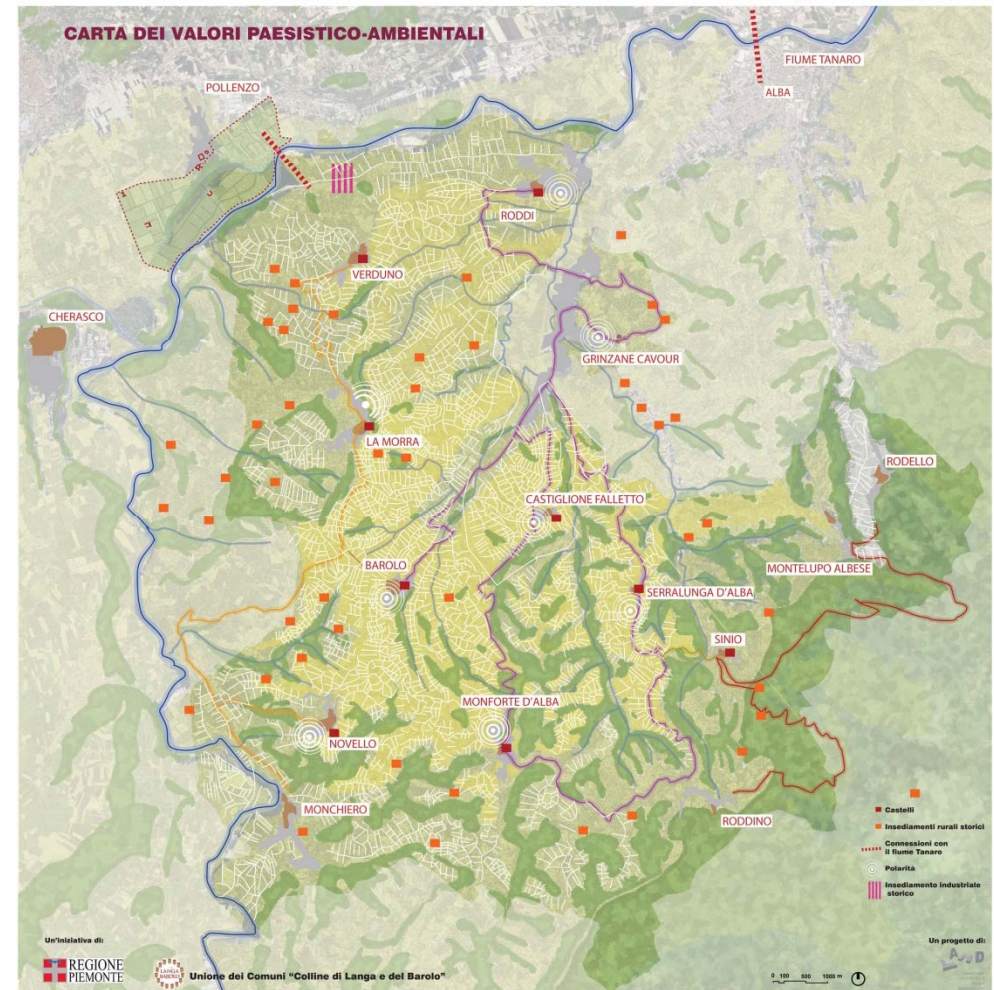 CARTA DEI VALORI PAESISTICO-AMBIENTALI
FIUME TANARO
POLLENZO
ALBA
RODDI
VERDUNO
CHERASCO
GRINZANE CAVOUR
LA MORRA
RODELLO
CASTIGLIONE FALLETTO
BAROLO
MONTELUPO ALBESE
SERRALUNGA D'ALBA
SINIO
MONFORTE D'ALBA
NOVELLO
MONCHIERO
RODDINO
Castelli
Insediamenti rurali storici
Connessioni con
il fiume Tanaro
Polarità
Insediamento industriale
storico
Un'iniziativa di:
REGIONE
PIEMONTE
LANGA
BAROLO
Unione dei Comuni "Colline di Langa e del Barolo"
0 100 500 1000 m
Un progetto di: